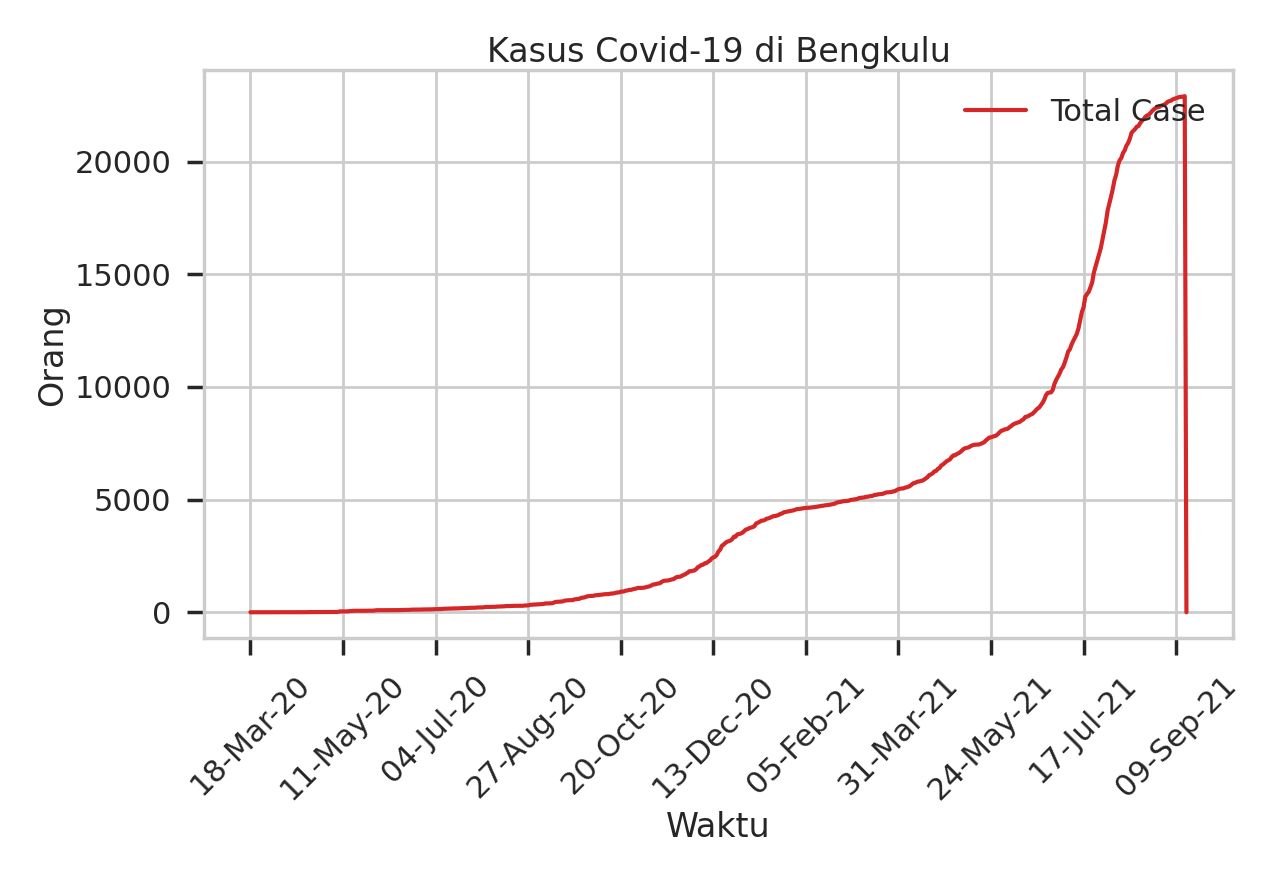 Kasus Covid-19 di Bengkulu
Total Case
20000
15000
10000
5000
0
Orang
18-Mar-20
11-May-20
04-Jul-20
27-Aug-20
20-Oct-20
13-Dec-20
05-Feb-21
31-Mar-21
24-May-21
17-Jul-21
09-Sep-21
Waktu